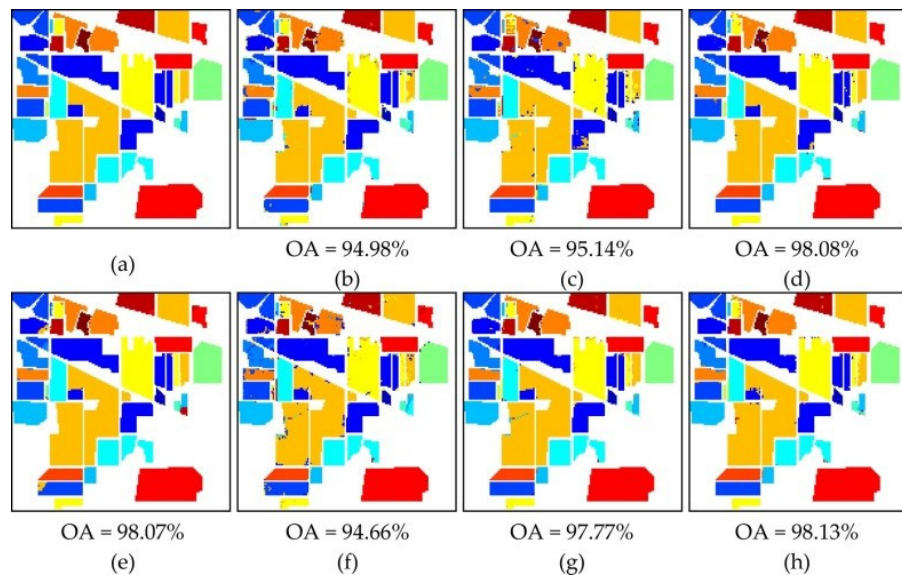 OA = 94.98% OA = 95.14% OA = 98.08%
(a) (b) (c) (d)
OA = 98.07% OA = 94.66% OA = 97.77% OA = 98.13%
(e) (f) (g) (h)